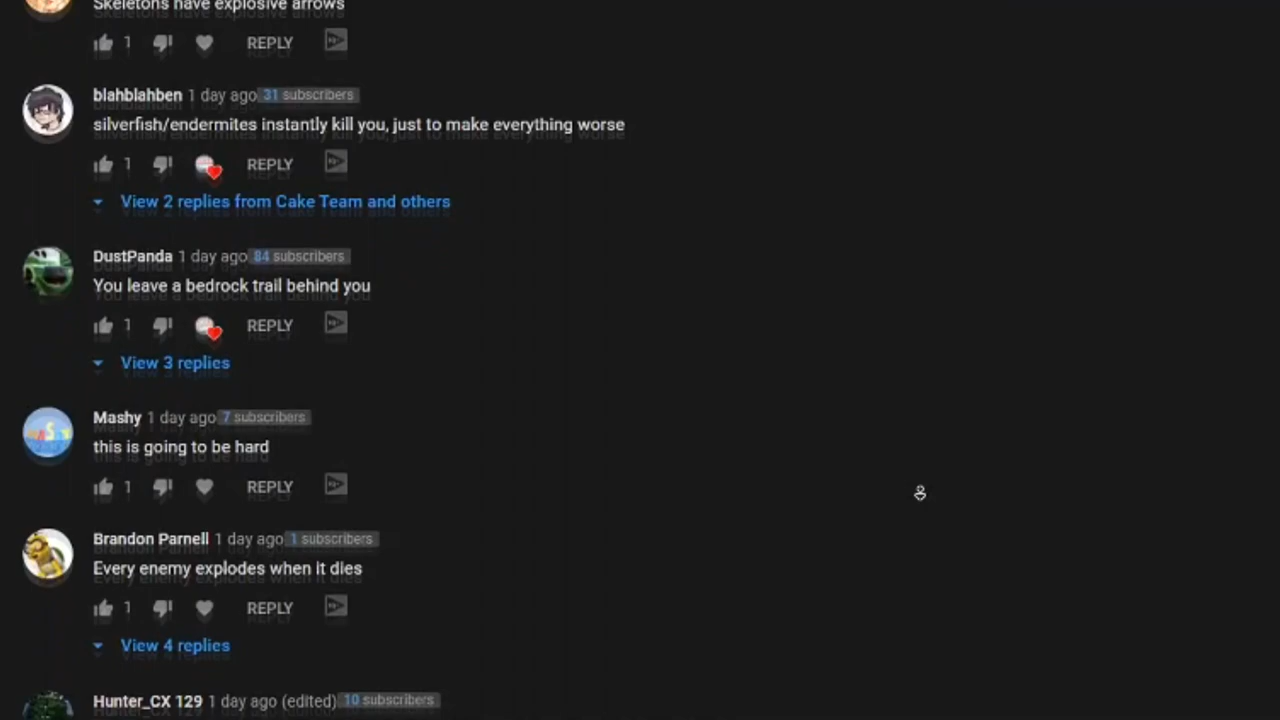 Skeletons have explosive arrows
1 REPLY
blahblahben 1 day ago 31 subscribers
silverfish/endermites instantly kill you, just to make everything worse
1 REPLY
View 2 replies from Cake Team and others
DustPanda 1 day ago 84 subscribers
You leave a bedrock trail behind you
1 REPLY
View 3 replies
Mashy 1 day ago 7 subscribers
this is going to be hard
1 REPLY
Brandon Parnell 1 day ago 1 subscribers
Every enemy explodes when it dies
1 REPLY
View 4 replies
Hunter_CX 129 1 day ago (edited) 10 subscribers